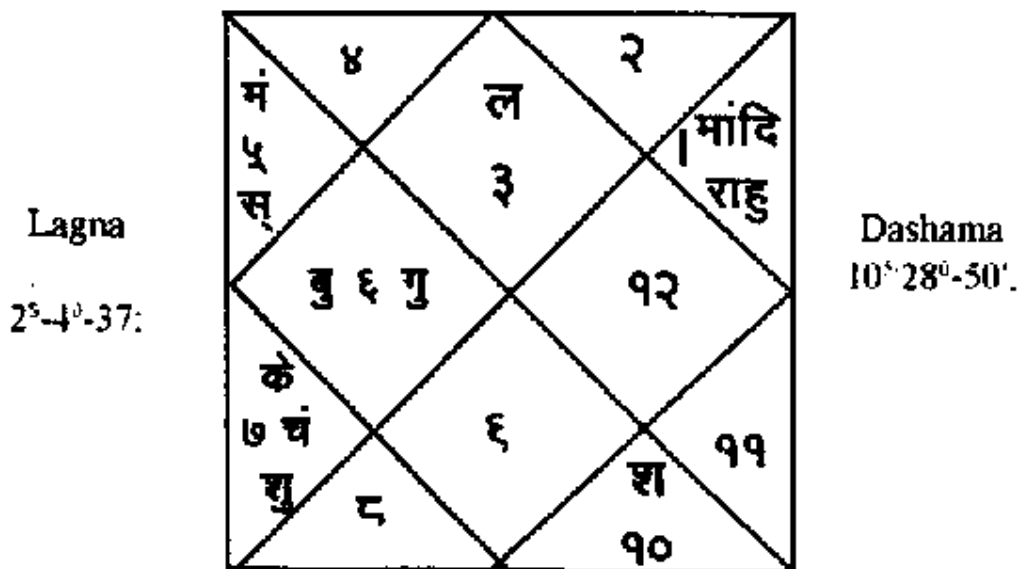 ४
२
ल
३
मं
५
सू
मांदि
१
राहु
Lagna
2ˢ-4⁰-37:
Dashama
10ˢ 28⁰-50'.
बु ६ गु
१२
के
७ चं
शु
६
११
८
श
१०